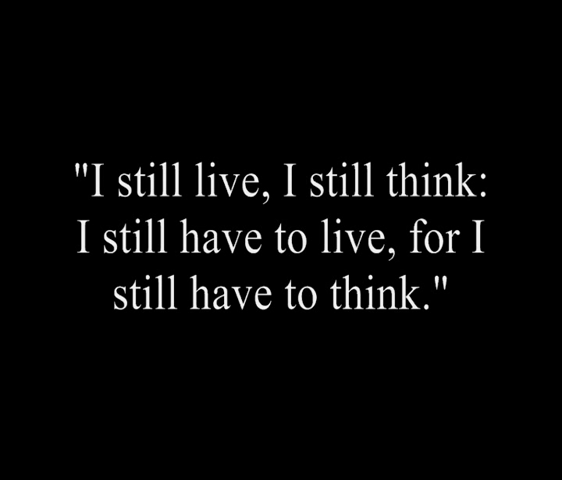 "I still live, I still think:
I still have to live, for I
still have to think."